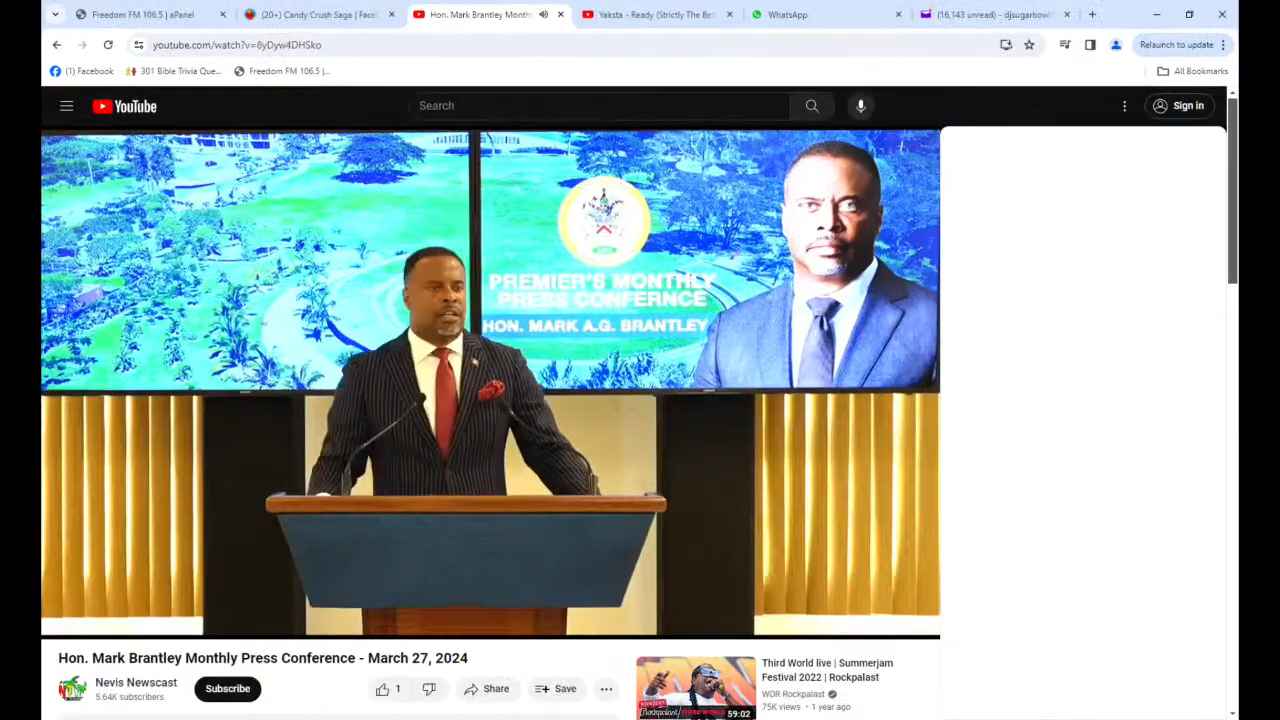 Freedom FM 106.5 | aPanel
(20+) Candy Crush Saga | Facel
Hon. Mark Brantley Month
Yaksta - Ready (Strictly The Bes
WhatsApp
(16,143 unread) - djsugarbowl
youtube.com/watch?v=8yDyw4DHSko
Relaunch to update
(1) Facebook
301 Bible Trivia Que...
Freedom FM 106.5 |...
All Bookmarks
YouTube
Search
Sign in
PREMIER'S MONTHLY
PRESS CONFERNCE
HON. MARK A.G. BRANTLEY
Hon. Mark Brantley Monthly Press Conference - March 27, 2024
Nevis Newscast
5.64K subscribers
Subscribe
1
Share
Save
Third World live | Summerjam
Festival 2022 | Rockpalast
WDR Rockpalast
75K views • 1 year ago
59:02